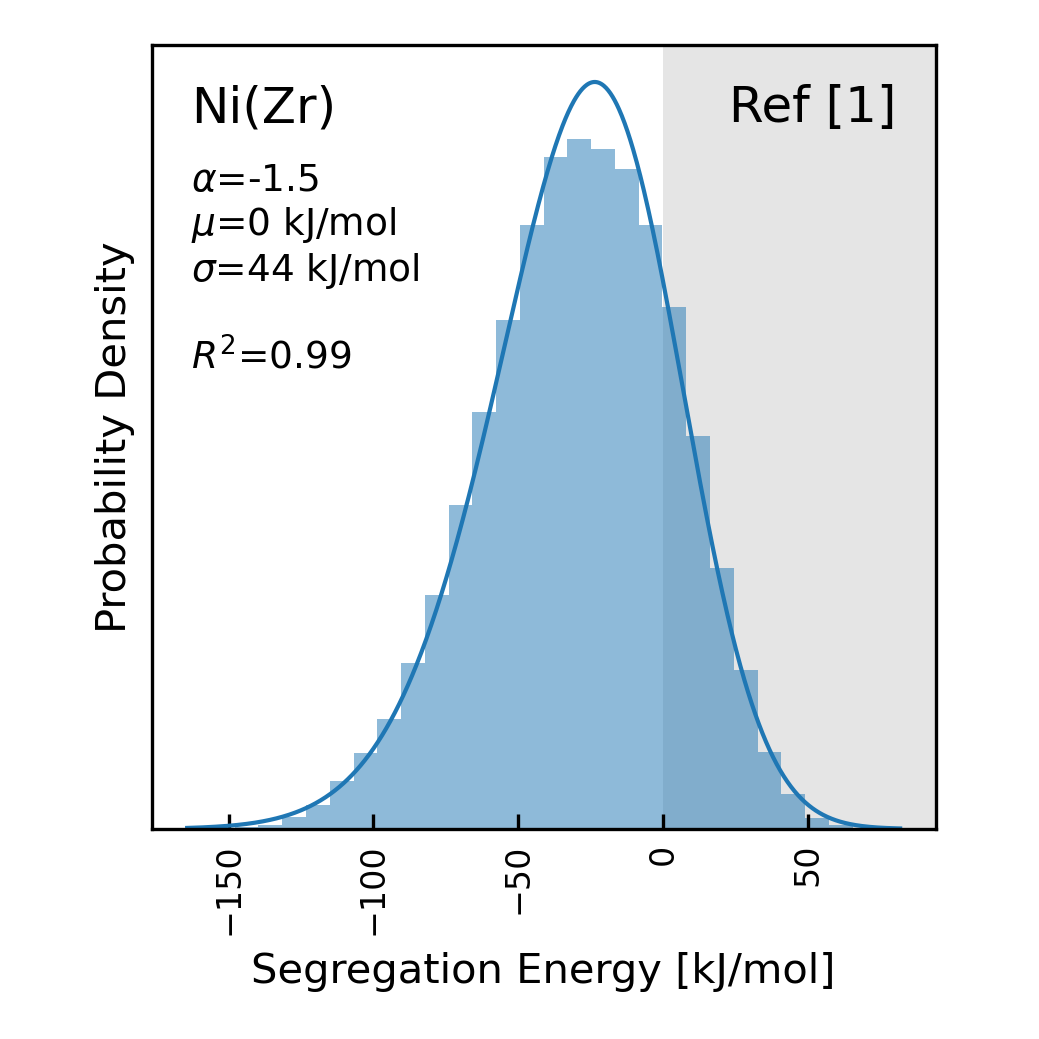 Ni(Zr)
Ref [1]
α=-1.5
μ=0 kJ/mol
σ=44 kJ/mol
R²=0.99
Probability Density
−150
−100
−50
0
50
Segregation Energy [kJ/mol]